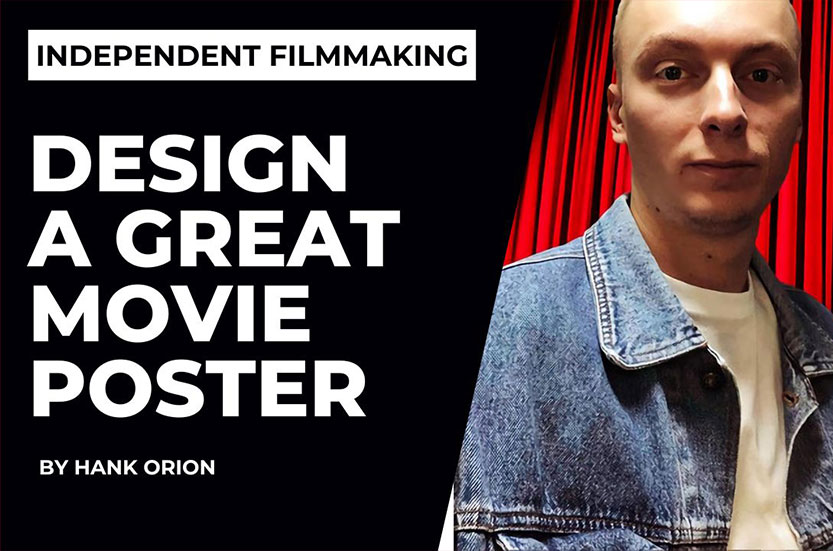 INDEPENDENT FILMMAKING
DESIGN
A GREAT
MOVIE
POSTER
BY HANK ORION